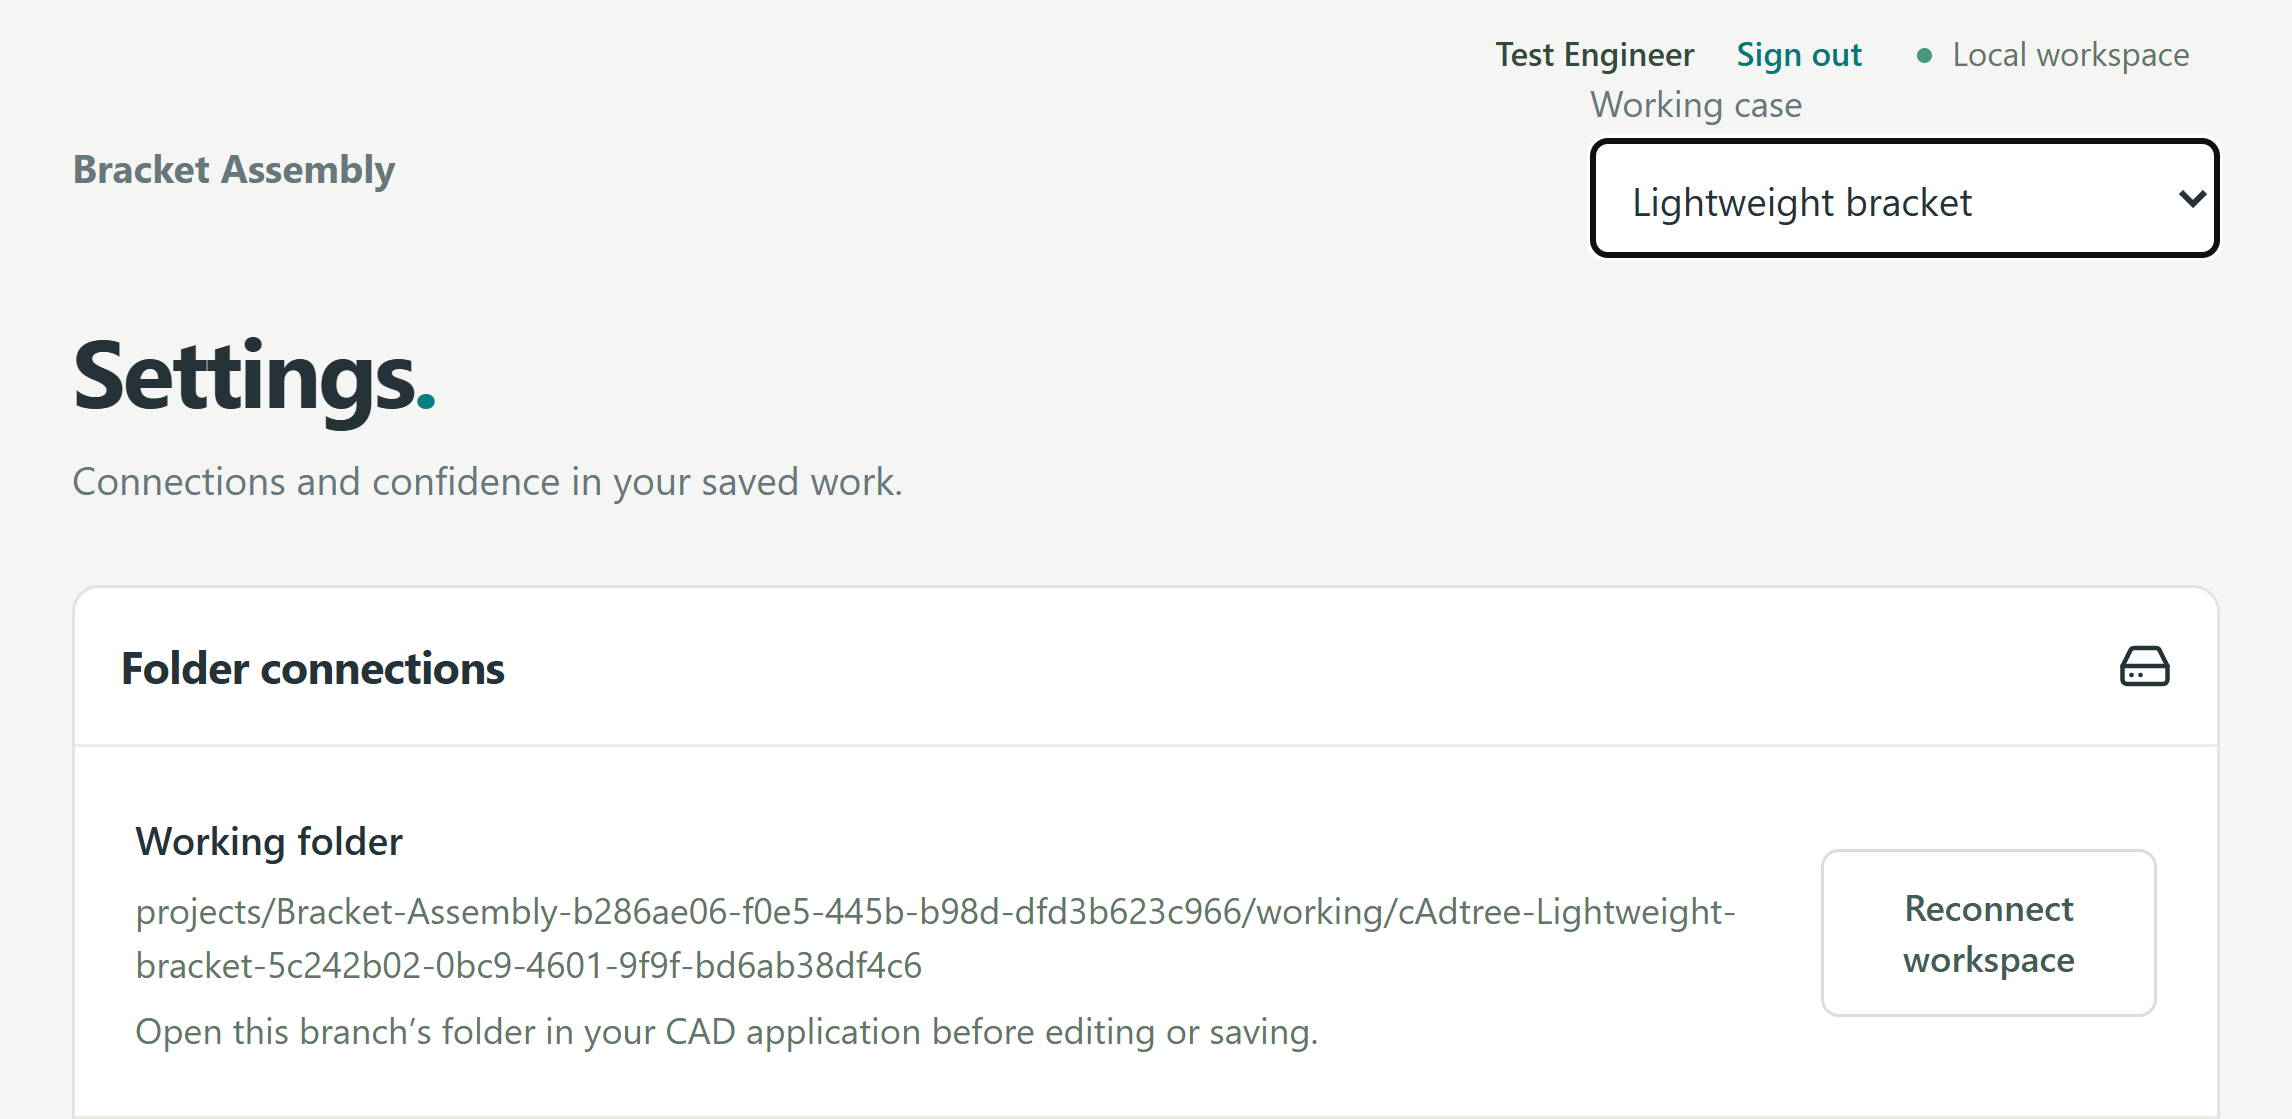 Test Engineer Sign out Local workspace
Working case
Bracket Assembly
Lightweight bracket
Settings.
Connections and confidence in your saved work.
Folder connections
Working folder
projects/Bracket-Assembly-b286ae06-f0e5-445b-b98d-dfd3b623c966/working/cAdtree-Lightweight-
bracket-5c242b02-0bc9-4601-9f9f-bd6ab38df4c6
Open this branch’s folder in your CAD application before editing or saving.
Reconnect
workspace